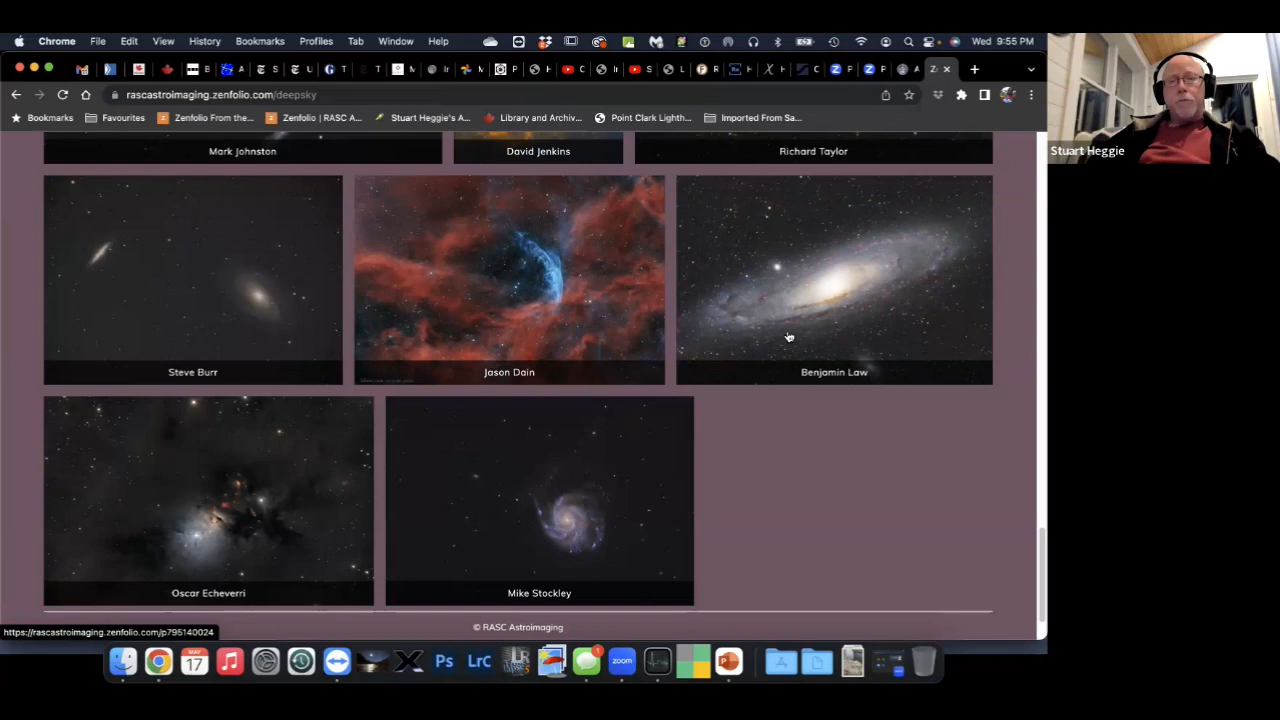 Chrome File Edit View History Bookmarks Profiles Tab Window Help Wed 9:55 PM
rascastroimaging.zenfolio.com/deepsky
Bookmarks Favourites Zenfolio From the... Zenfolio | RASC A... Stuart Heggie's A... Library and Archiv... Point Clark Lighth... Imported From Sa...
Stuart Heggie
Mark Johnston David Jenkins Richard Taylor
Steve Burr Jason Dain Benjamin Law
Oscar Echeverri Mike Stockley
© RASC Astroimaging
https://rascastroimaging.zenfolio.com/p795140024
MAY
17
Ps LrC zoom 1